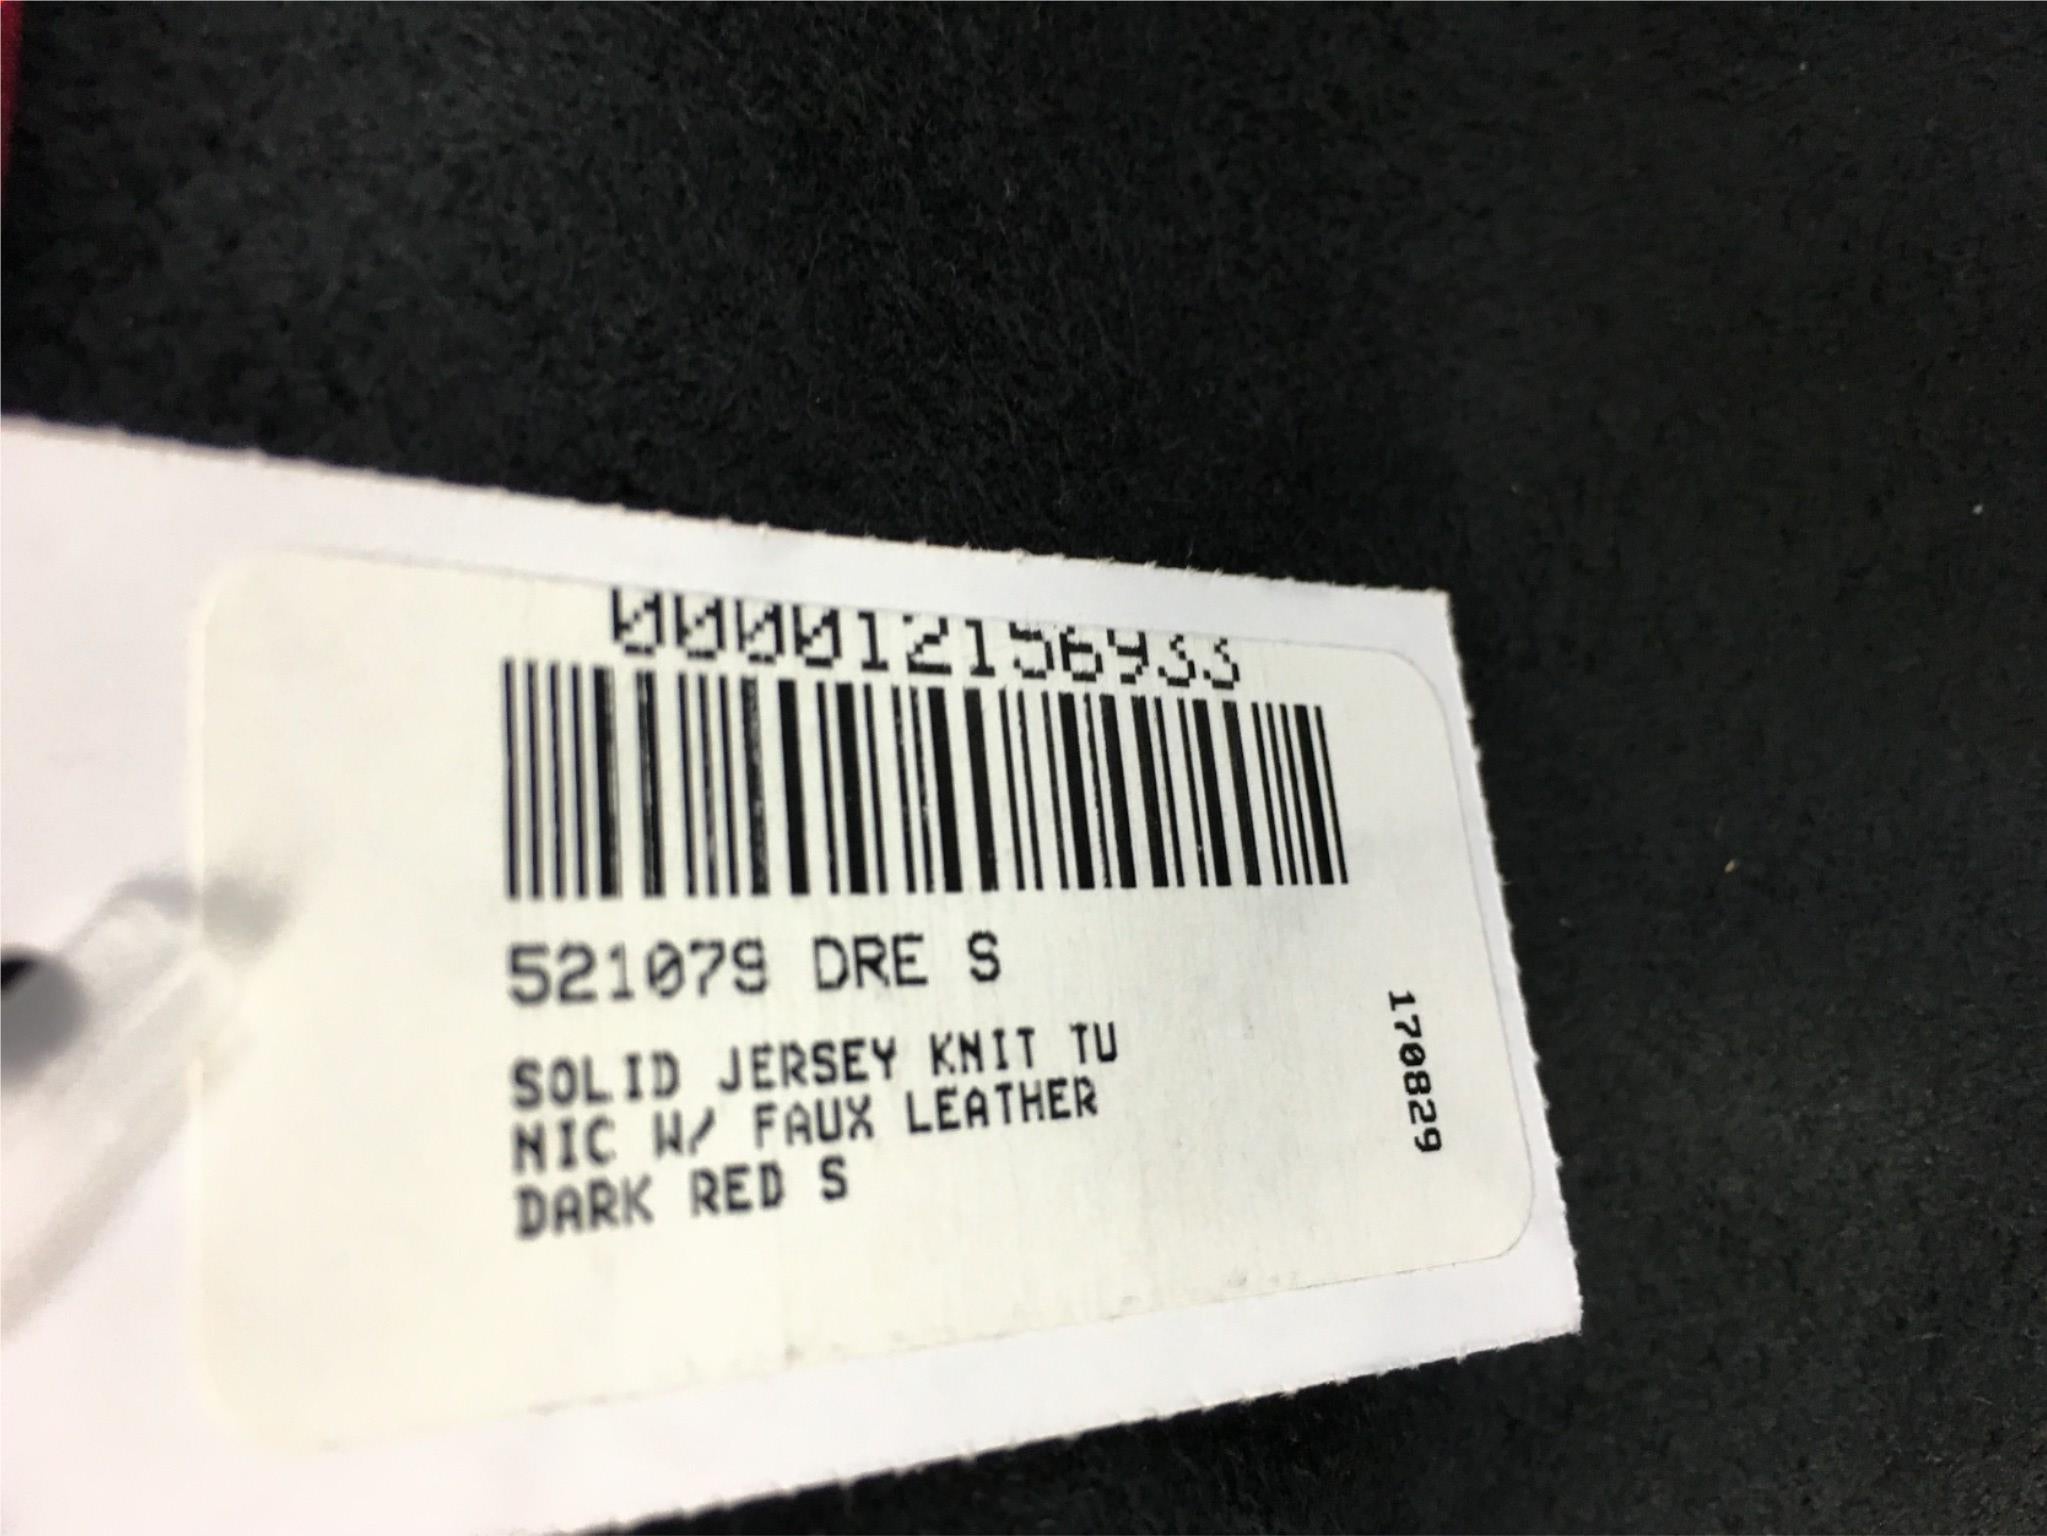 000012156933
521079 DRE S
SOLID JERSEY KNIT TU
NIC W/ FAUX LEATHER
DARK RED S
170829